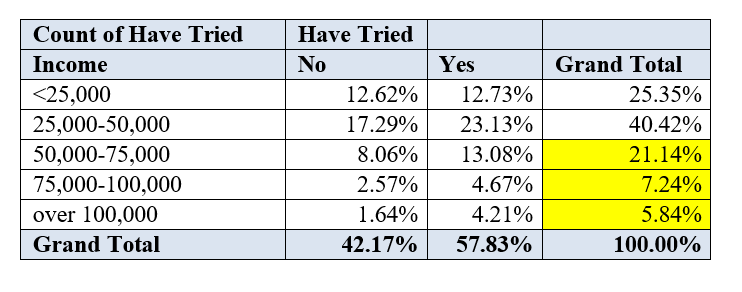 Count of Have Tried Have Tried
Income No Yes Grand Total
<25,000 12.62% 12.73% 25.35%
25,000-50,000 17.29% 23.13% 40.42%
50,000-75,000 8.06% 13.08% 21.14%
75,000-100,000 2.57% 4.67% 7.24%
over 100,000 1.64% 4.21% 5.84%
Grand Total 42.17% 57.83% 100.00%